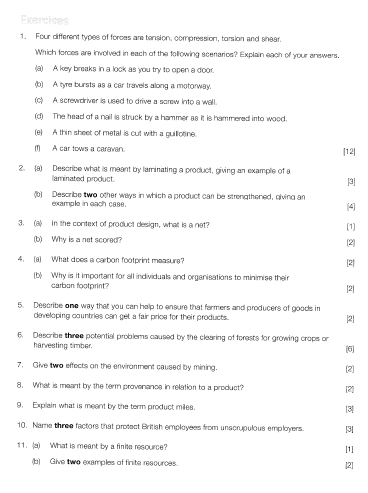 Exercises
1. Four different types of forces are tension, compression, torsion and shear.
Which forces are involved in each of the following scenarios? Explain each of your answers.
(a) A key breaks in a lock as you try to open a door.
(b) A tyre bursts as a car travels along a motorway.
(c) A screwdriver is used to drive a screw into a wall.
(d) The head of a nail is struck by a hammer as it is hammered into wood.
(e) A thin sheet of metal is cut with a guillotine.
(f) A car tows a caravan. [12]
2. (a) Describe what is meant by laminating a product, giving an example of a
laminated product. [3]
(b) Describe two other ways in which a product can be strengthened, giving an
example in each case. [4]
3. (a) In the context of product design, what is a net? [1]
(b) Why is a net scored? [2]
4. (a) What does a carbon footprint measure? [2]
(b) Why is it important for all individuals and organisations to minimise their
carbon footprint? [2]
5. Describe one way that you can help to ensure that farmers and producers of goods in
developing countries can get a fair price for their products. [2]
6. Describe three potential problems caused by the clearing of forests for growing crops or
harvesting timber. [6]
7. Give two effects on the environment caused by mining. [2]
8. What is meant by the term provenance in relation to a product? [2]
9. Explain what is meant by the term product miles. [3]
10. Name three factors that protect British employees from unscrupulous employers. [3]
11. (a) What is meant by a finite resource? [1]
(b) Give two examples of finite resources. [2]